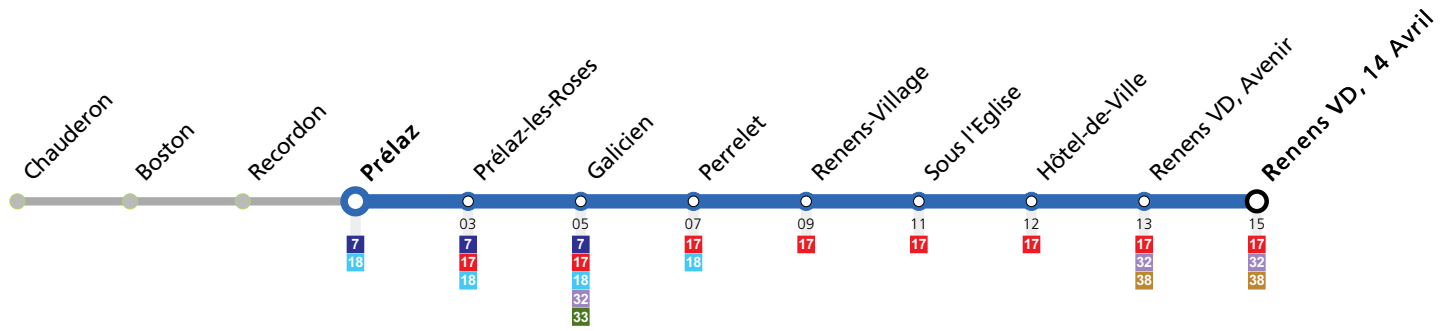 Chauderon
Boston
Recordon
Prélaz
Prélaz-les-Roses
Galicien
Perrelet
Renens-Village
Sous l'Eglise
Hôtel-de-Ville
Renens VD, Avenir
Renens VD, 14 Avril
03 05 07 09 11 12 13 15
7 7 7 17 17 17 17 17 17
18 17 17 18 32 32
18 18 38 38
32
33